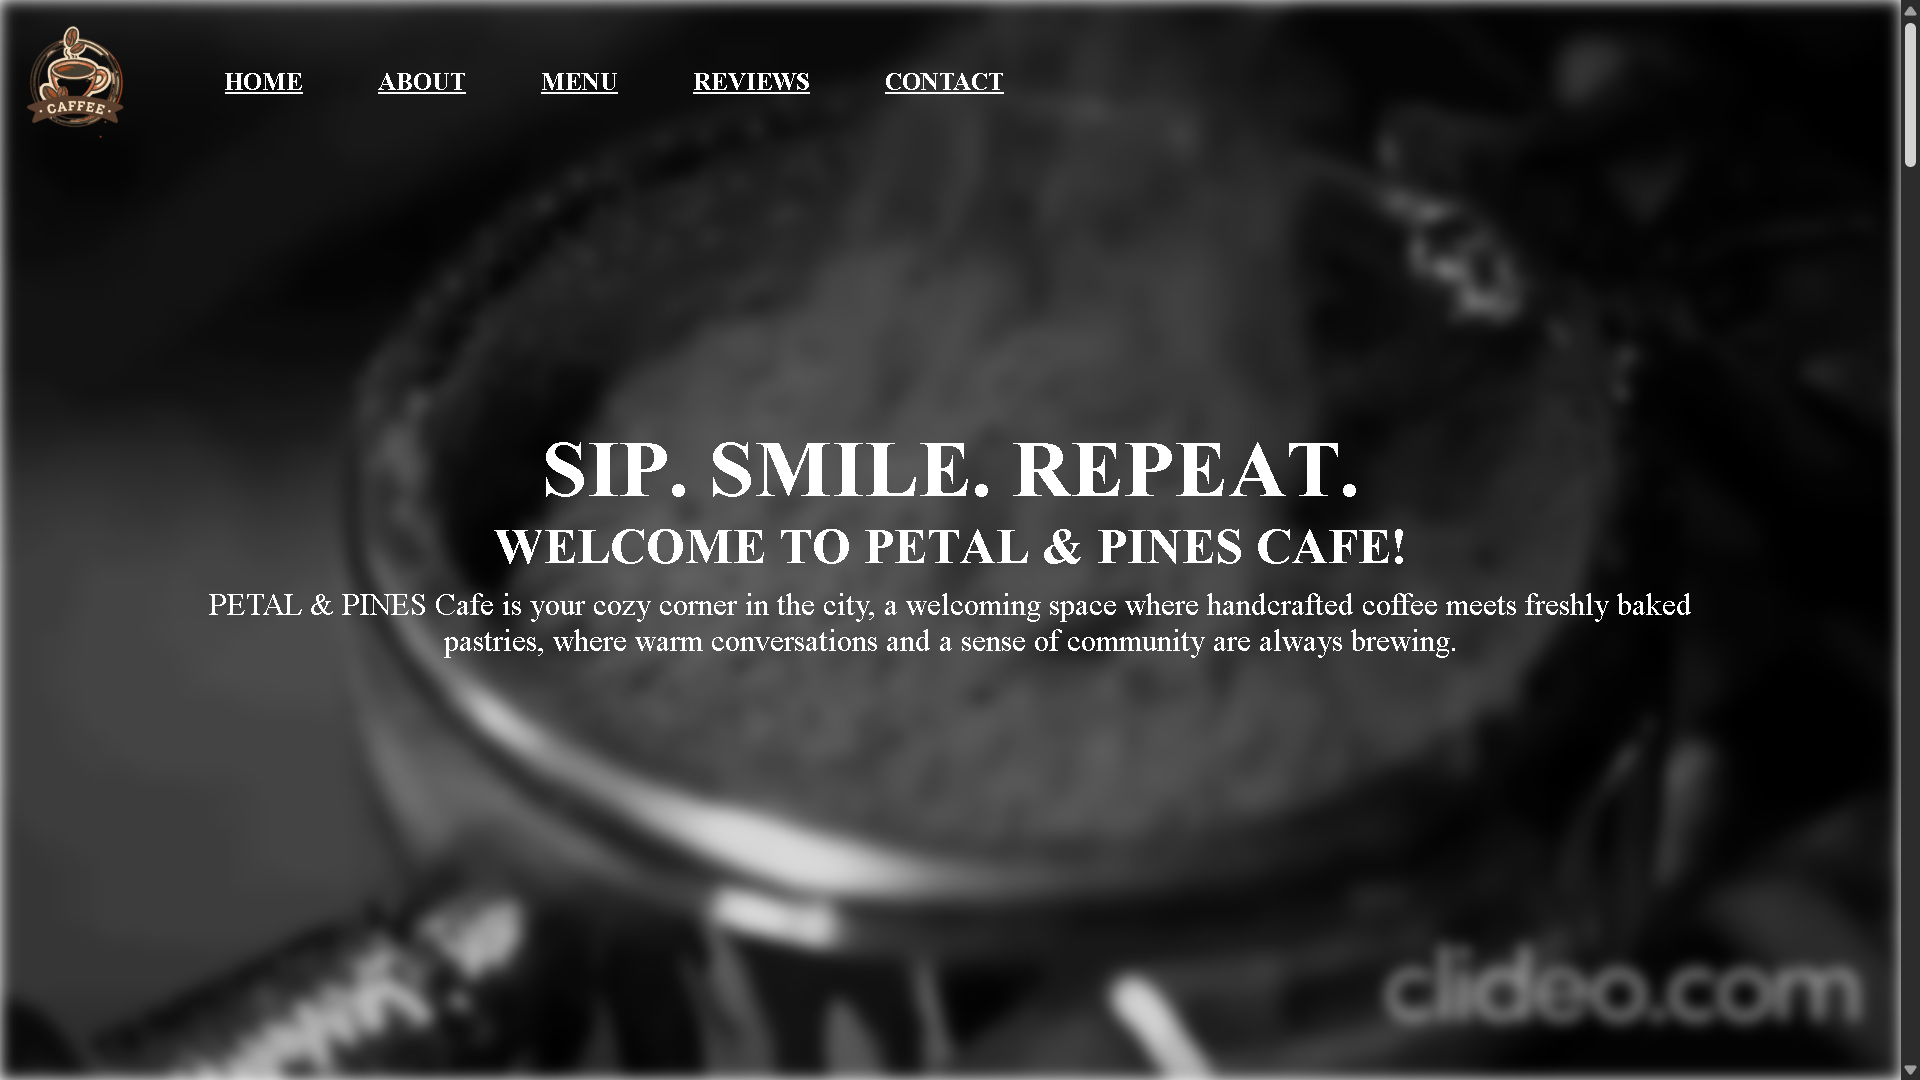 CAFFEE
HOME ABOUT MENU REVIEWS CONTACT
SIP. SMILE. REPEAT.
WELCOME TO PETAL & PINES CAFE!
PETAL & PINES Cafe is your cozy corner in the city, a welcoming space where handcrafted coffee meets freshly baked
pastries, where warm conversations and a sense of community are always brewing.
clideo.com